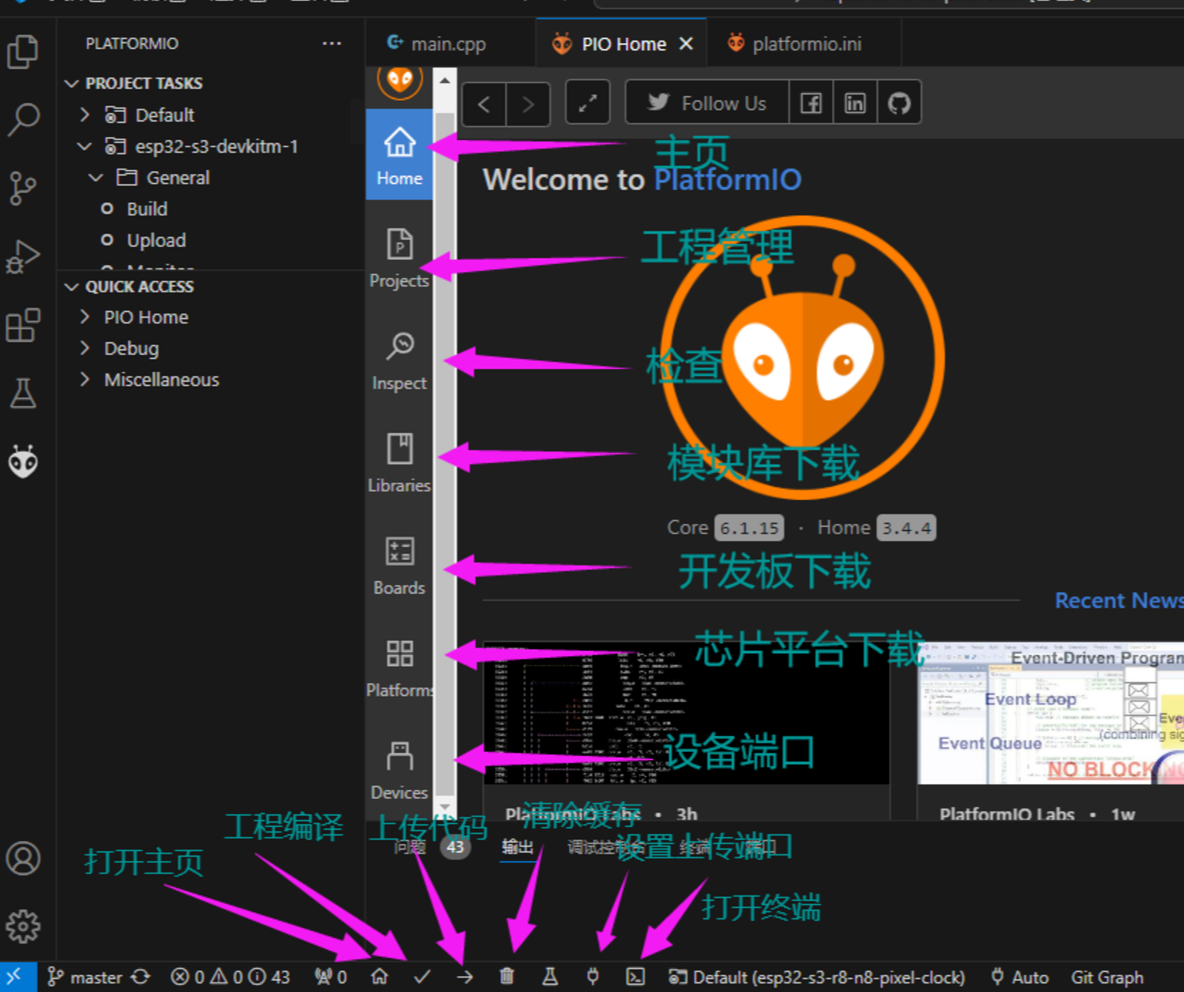 PLATFORMIO
main.cpp
PIO Home
platformio.ini
PROJECT TASKS
Default
esp32-s3-devkitm-1
General
Build
Upload
Monitor
QUICK ACCESS
PIO Home
Debug
Miscellaneous
Follow Us
Home
主页
Welcome to PlatformIO
Projects
工程管理
Inspect
检查
Libraries
模块库下载
Core 6.1.15 · Home 3.4.4
Boards
开发板下载
Recent News
Platforms
芯片平台下载
Devices
设备端口
Event-Driven Program
Event Loop
(combining sig
Event Queue
NO BLOCK
PlatformIO Labs • 3h
PlatformIO Labs • 1w
工程编译
上传代码
清除缓存
设置上传端口
打开主页
打开终端
问题 43
输出
调试控制台
终端
端口
master
0
0
43
0
Default (esp32-s3-r8-n8-pixel-clock)
Auto
Git Graph